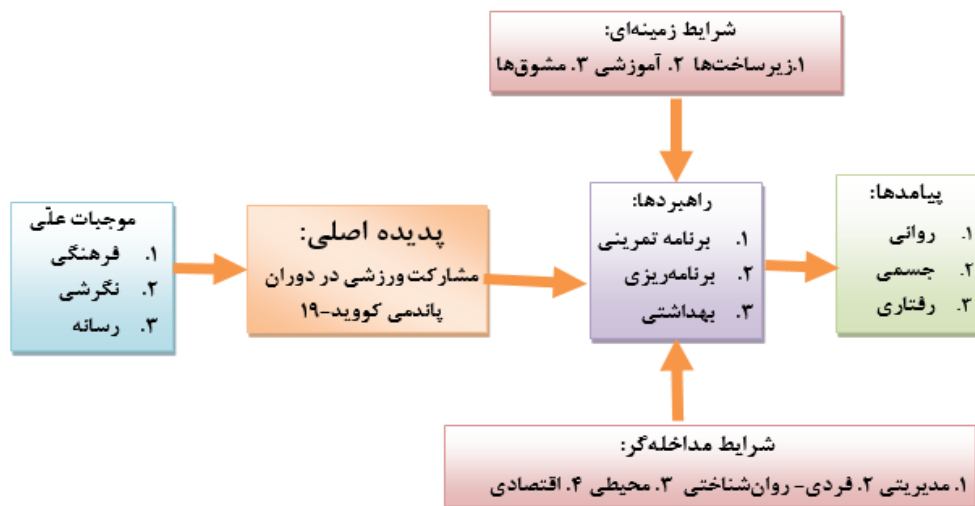 شرایط زمینه‌ای:
۱.زیرساخت‌ها ۲. آموزشی ۳. مشوق‌ها
موجبات علّی
۱. فرهنگی
۲. نگرشی
۳. رسانه
پدیده اصلی:
مشارکت‌ورزشی در دوران
پاندمی کووید-۱۹
راهبردها:
۱. برنامه تمرینی
۲. برنامه‌ریزی
۳. بهداشتی
پیامدها:
۱. روانی
۲. جسمی
۳. رفتاری
شرایط مداخله‌گر:
۱. مدیریتی ۲. فردی- روان‌شناختی ۳. محیطی ۴. اقتصادی